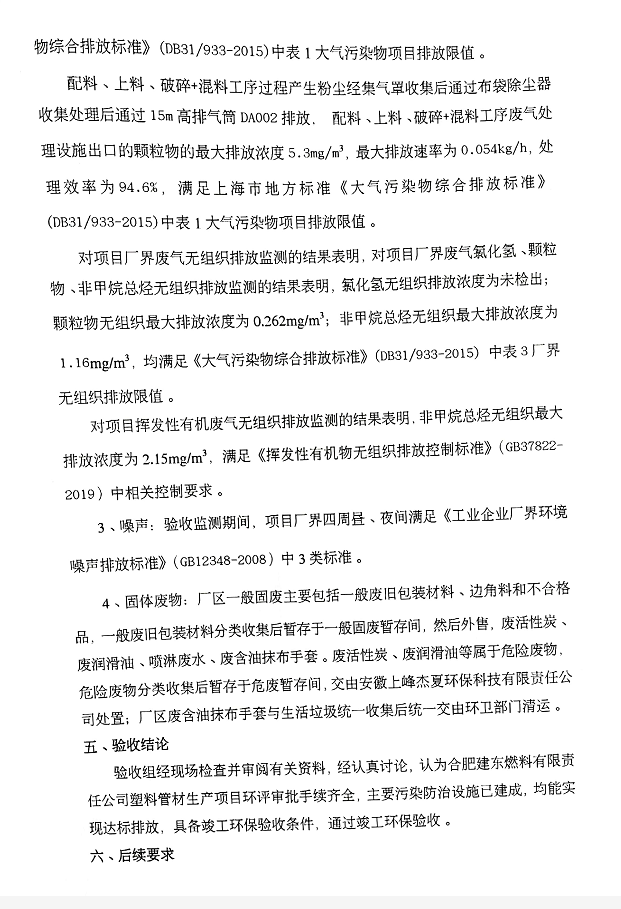 物综合排放标准》(DB31/933-2015)中表1大气污染物项目排放限值。
配料、上料、破碎+混料工序过程产生粉尘经集气罩收集后通过布袋除尘器
收集处理后通过15m高排气筒DA002排放. 配料、上料、破碎+混料工序废气处
理设施出口的颗粒物的最大排放浓度5.3mg/m³, 最大排放速率为0.054kg/h, 处
理效率为94.6%, 满足上海市地方标准《大气污染物综合排放标准》
(DB31/933-2015)中表1大气污染物项目排放限值。
对项目厂界废气无组织排放监测的结果表明, 对项目厂界废气氯化氢、颗粒
物、非甲烷总烃无组织排放监测的结果表明, 氯化氢无组织排放浓度为未检出;
颗粒物无组织最大排放浓度为0.262mg/m³; 非甲烷总烃无组织最大排放浓度为
1.16mg/m³, 均满足《大气污染物综合排放标准》(DB31/933-2015) 中表3厂界
无组织排放限值。
对项目挥发性有机废气无组织排放监测的结果表明, 非甲烷总烃无组织最大
排放浓度为2.15mg/m³, 满足《挥发性有机物无组织排放控制标准》(GB37822-
2019) 中相关控制要求。
3、噪声: 验收监测期间, 项目厂界四周昼、夜间满足《工业企业厂界环境
噪声排放标准》(GB12348-2008) 中3类标准。
4、固体废物: 厂区一般固废主要包括一般废旧包装材料、边角料和不合格
品, 一般废旧包装材料分类收集后暂存于一般固废暂存间, 然后外售, 废活性炭、
废润滑油、喷淋废水、废含油抹布手套。废活性炭、废润滑油等属于危险废物,
危险废物分类收集后暂存于危废暂存间, 交由安徽上峰杰夏环保科技有限责任公
司处置; 厂区废含油抹布手套与生活垃圾统一收集后统一交由环卫部门清运。
五、验收结论
验收组经现场检查并审阅有关资料, 经认真讨论, 认为合肥建东燃料有限责
任公司塑料管材生产项目环评审批手续齐全, 主要污染防治设施已建成, 均能实
现达标排放, 具备竣工环保验收条件, 通过竣工环保验收。
六、后续要求